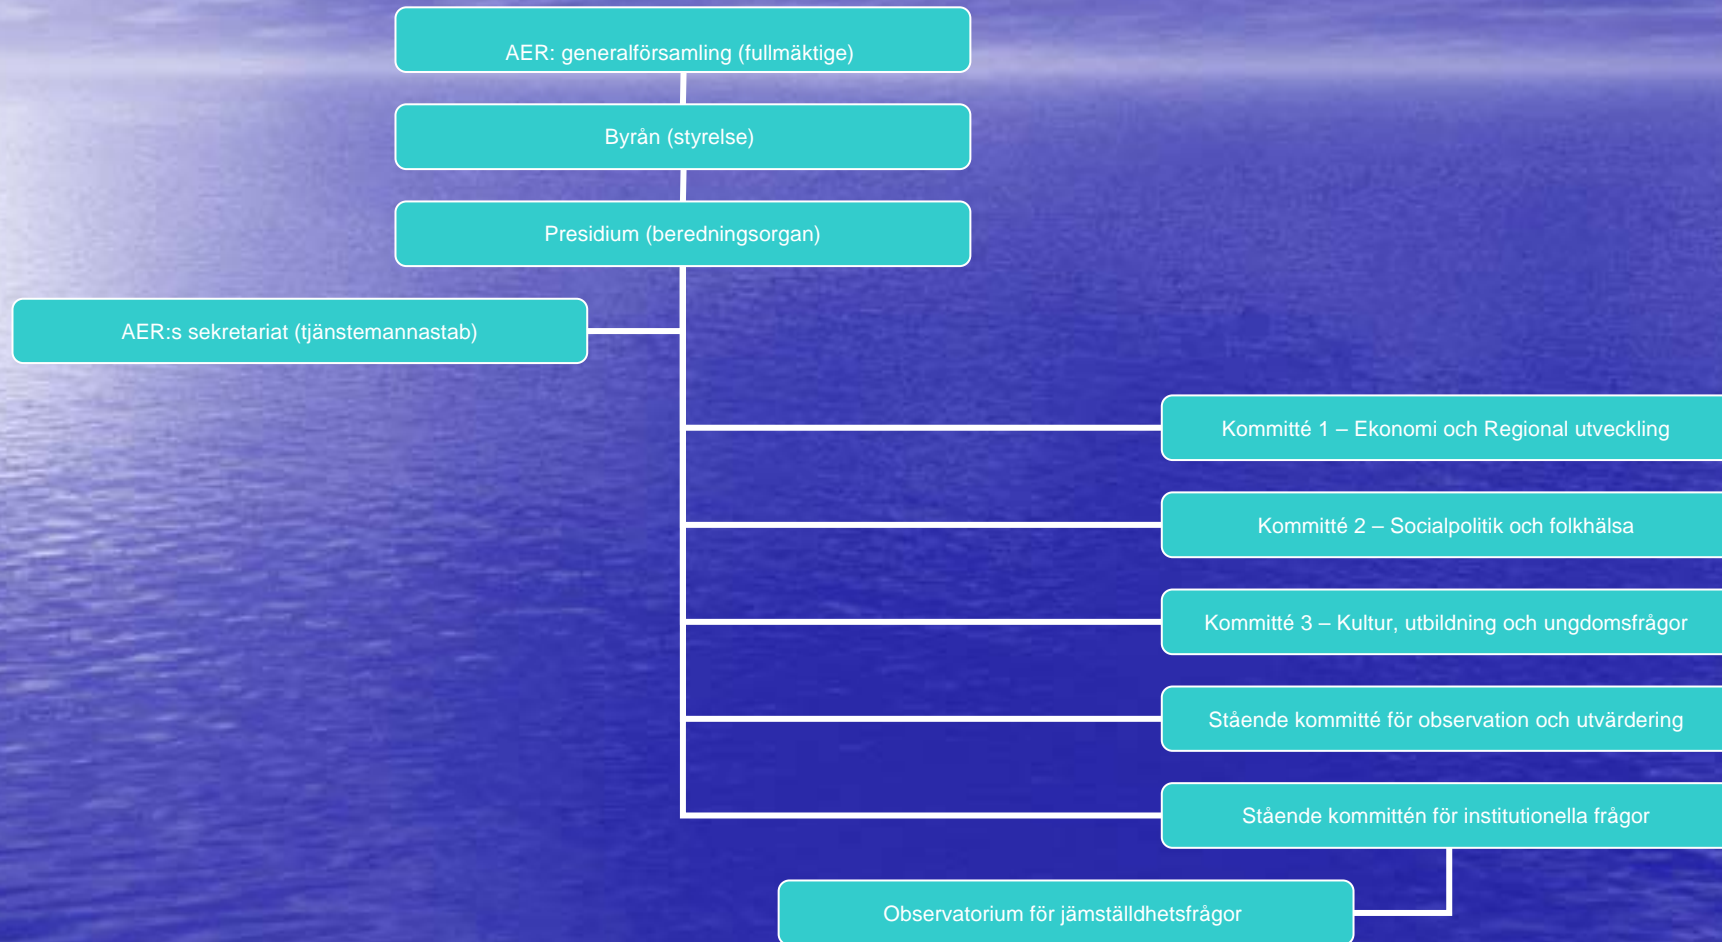 AER: generalförsamling (fullmäktige)
Byrån (styrelse)
Presidium (beredningsorgan)
AER:s sekretariat (tjänstemannastab)
Kommitté 1 – Ekonomi och Regional utveckling
Kommitté 2 – Socialpolitik och folkhälsa
Kommitté 3 – Kultur, utbildning och ungdomsfrågor
Stående kommitté för observation och utvärdering
Stående kommittén för institutionella frågor
Observatorium för jämställdhetsfrågor